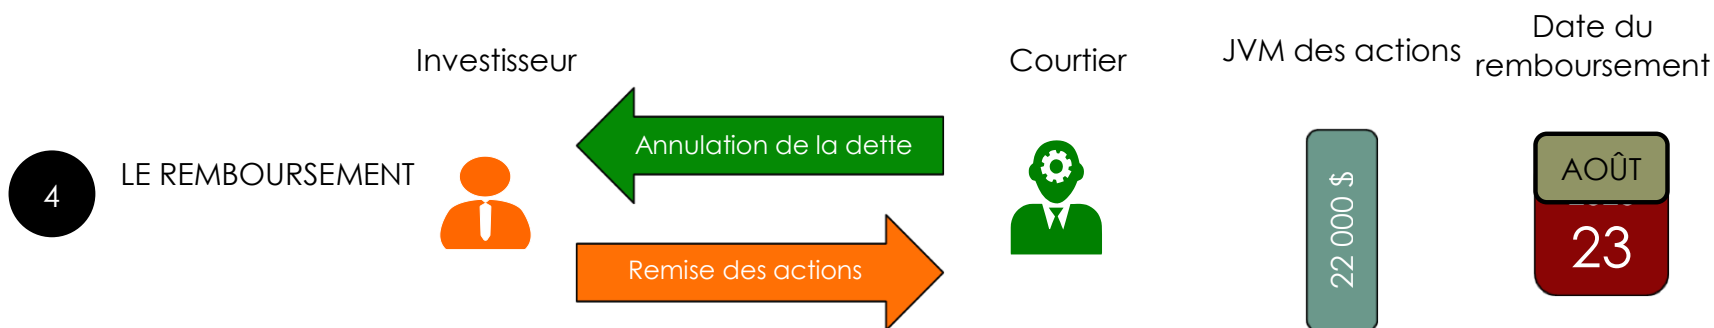 Date du
remboursement
Investisseur
Courtier
JVM des actions
Annulation de la dette
4
LE REMBOURSEMENT
22 000 $
AOÛT
23
Remise des actions